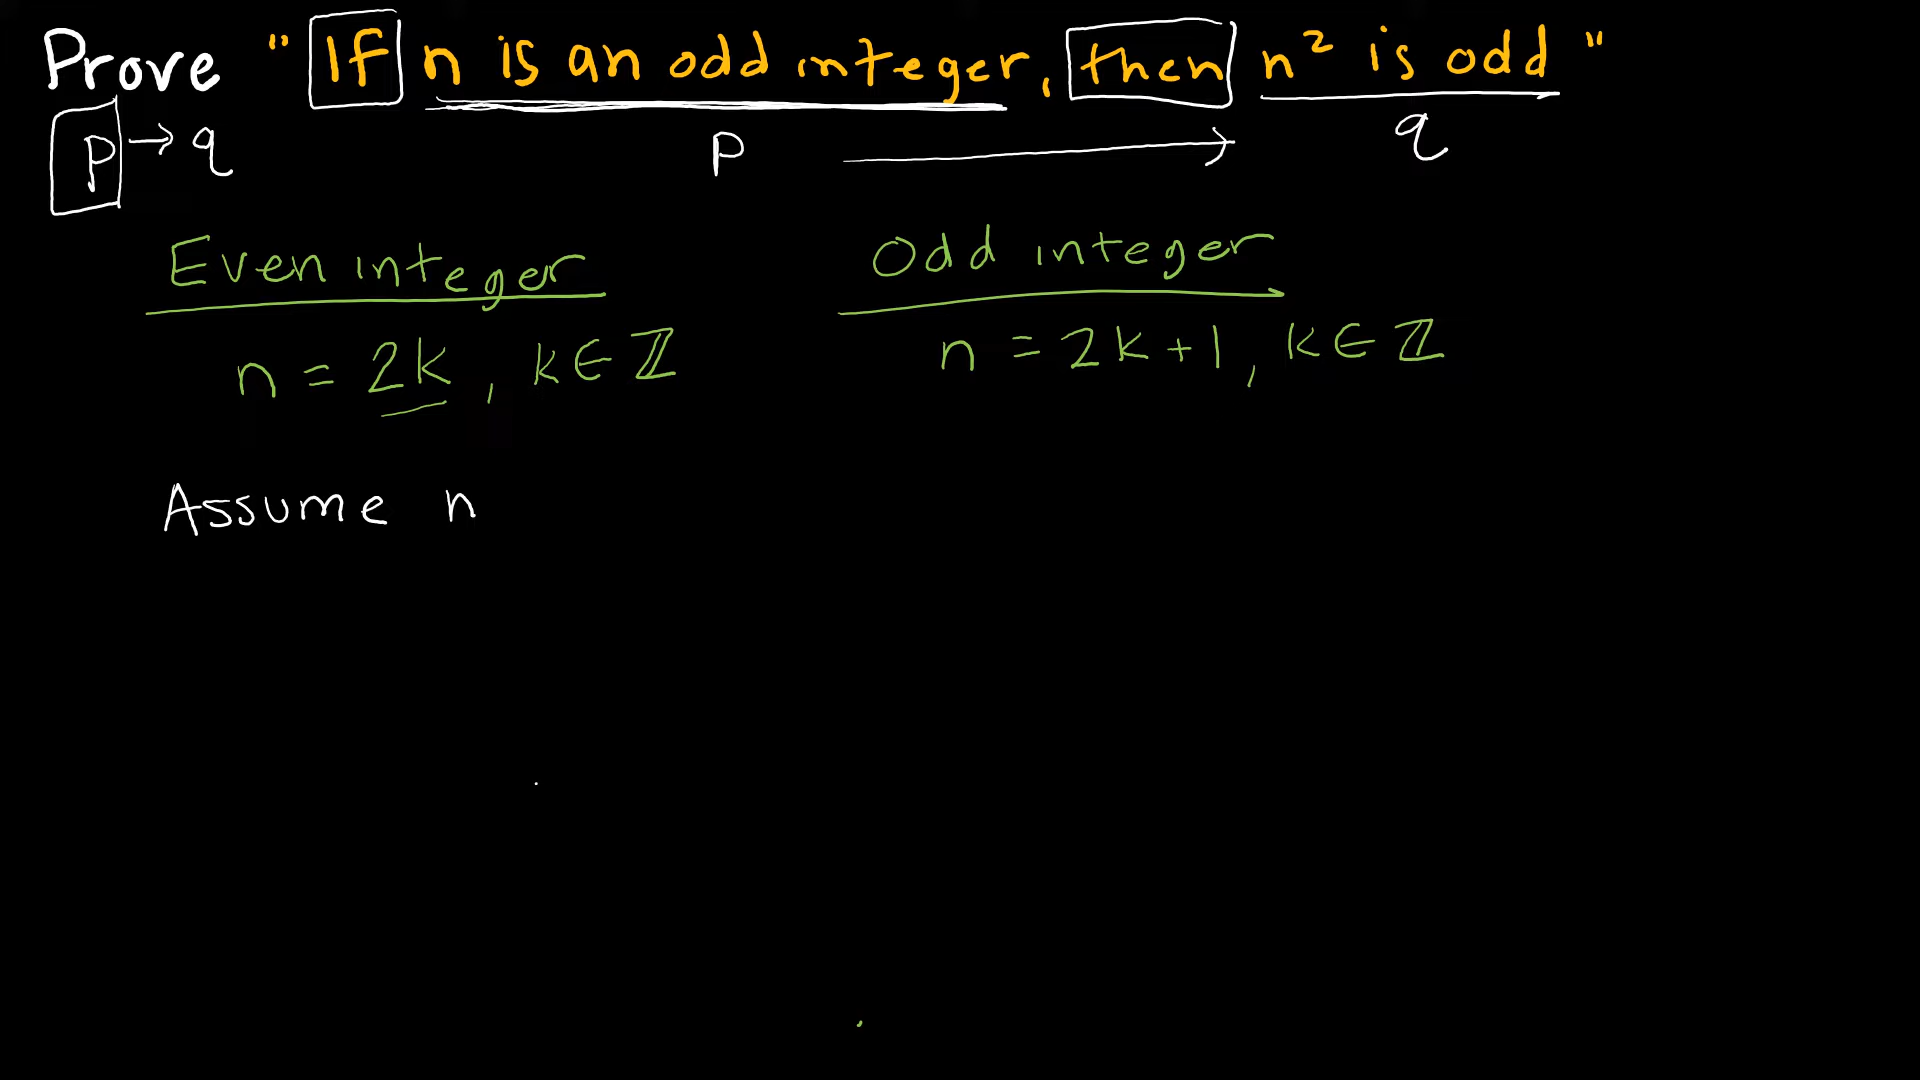 Prove "If n is an odd integer, then n² is odd"
p → q p → q
Even integer Odd integer
n = 2k, k ∈ ℤ n = 2k + 1, k ∈ ℤ
Assume n